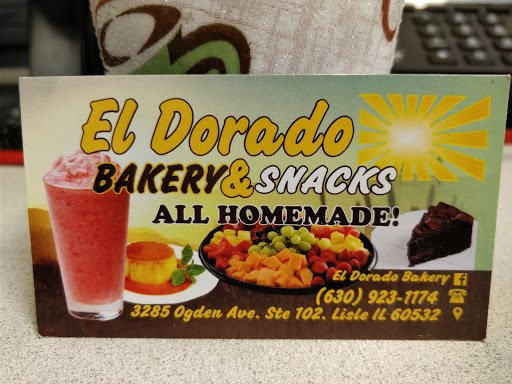 El Dorado
BAKERY&SNACKS
ALL HOMEMADE!
El Dorado Bakery
(630) 923-1174
3285 Ogden Ave. Ste 102. Lisle IL 60532